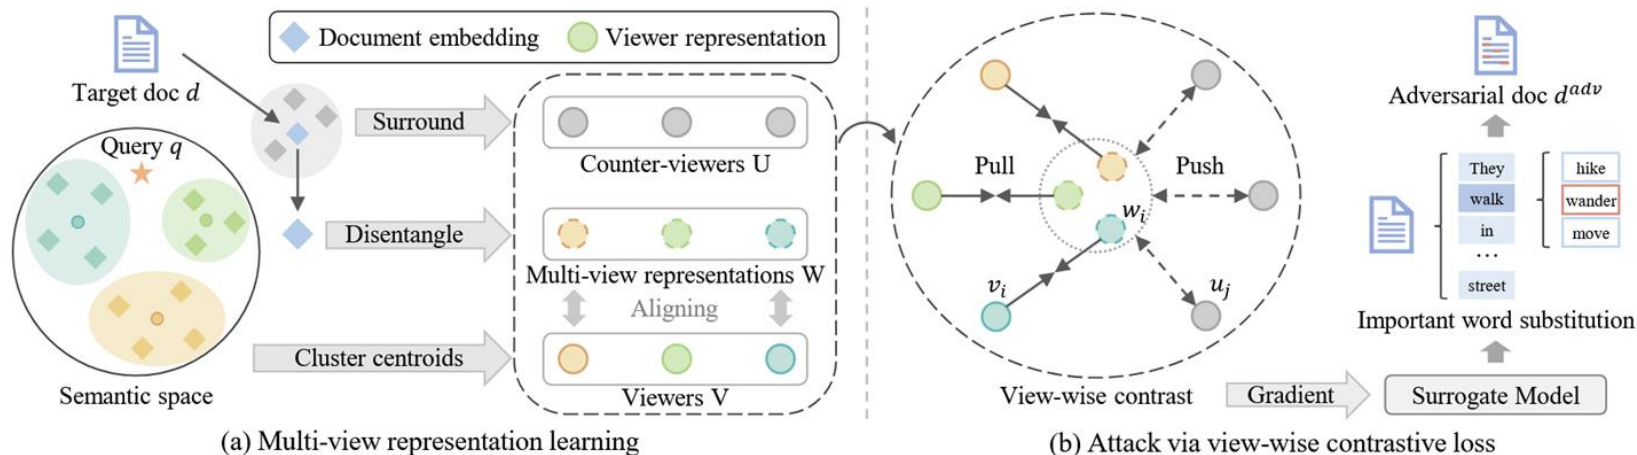 Target doc d
Document embedding
Viewer representation
Query q
Semantic space
Surround
Counter-viewers U
Disentangle
Multi-view representations W
Aligning
Cluster centroids
Viewers V
(a) Multi-view representation learning
Pull
Push
w_i
v_i
u_j
View-wise contrast
Gradient
Surrogate Model
Important word substitution
They
walk
in
...
street
hike
wander
move
Adversarial doc d^{adv}
(b) Attack via view-wise contrastive loss